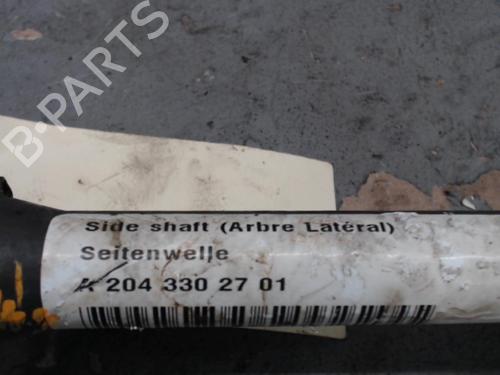 B-PARTS
Side shaft (Arbre Latéral)
Seitenwelle
A 204 330 27 01